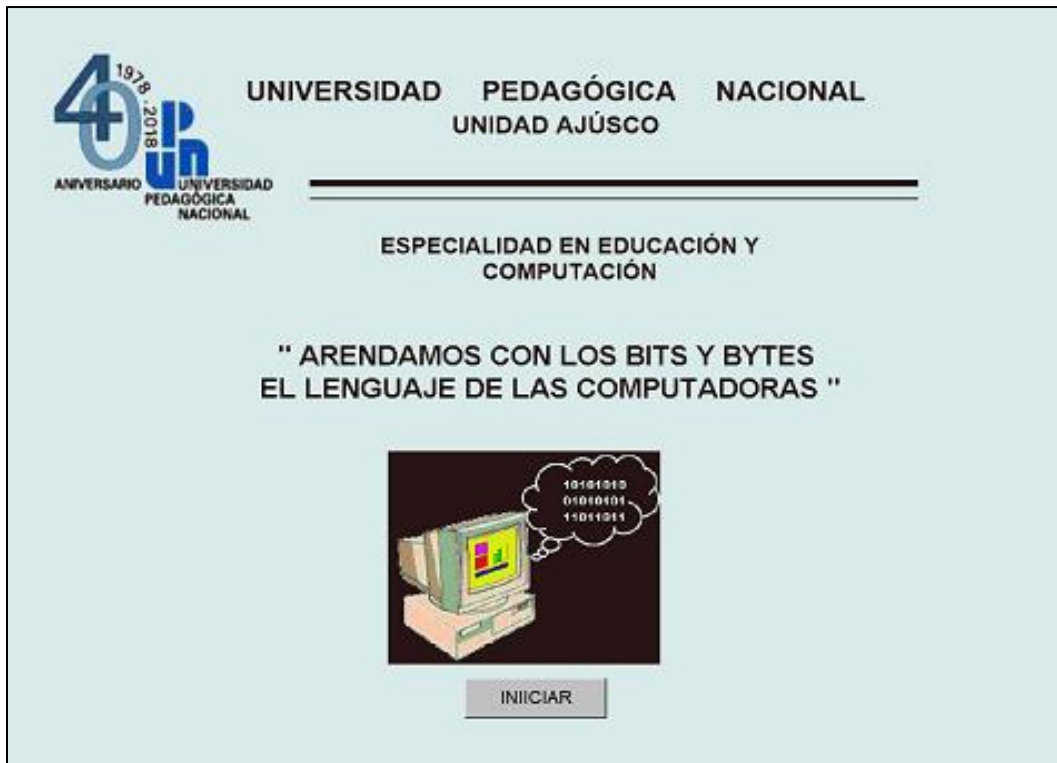 40
1978 - 2018
upn
ANIVERSARIO UNIVERSIDAD
PEDAGÓGICA
NACIONAL
UNIVERSIDAD PEDAGÓGICA NACIONAL
UNIDAD AJÚSCO
ESPECIALIDAD EN EDUCACIÓN Y
COMPUTACIÓN
" ARENDAMOS CON LOS BITS Y BYTES
EL LENGUAJE DE LAS COMPUTADORAS "
10101010
01010101
11011011
INIICIAR